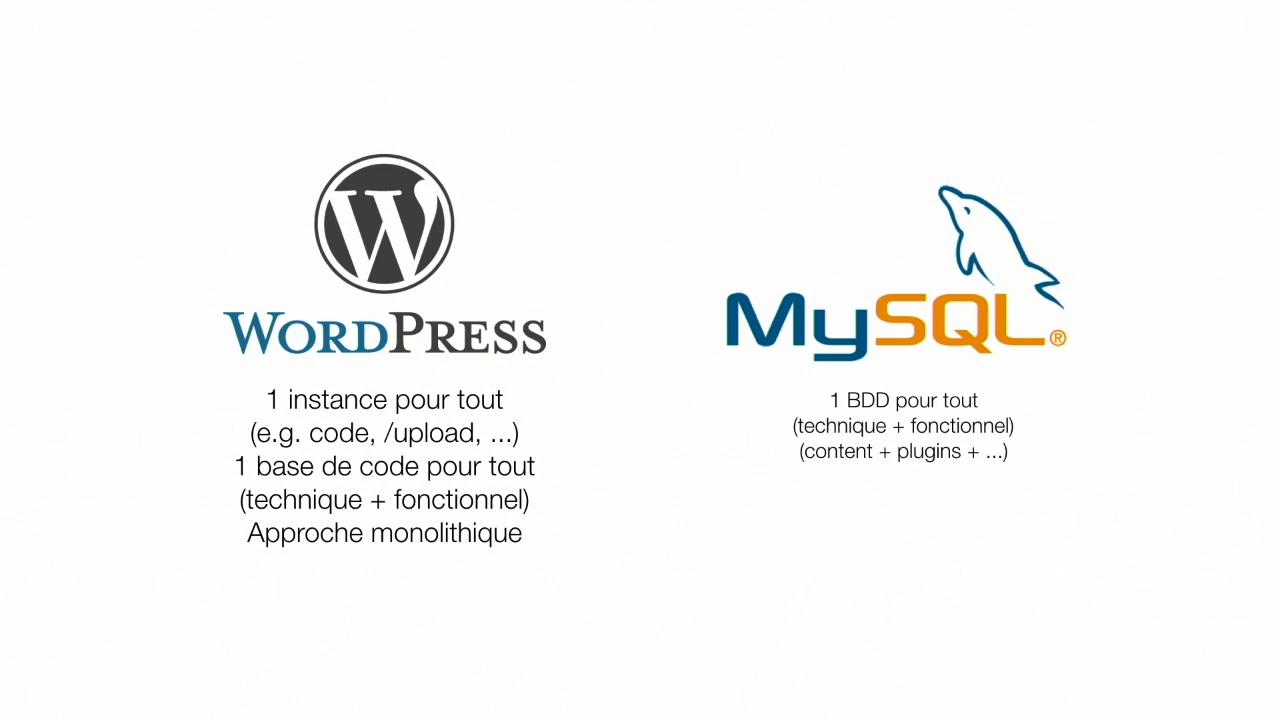 WORDPRESS
1 instance pour tout
(e.g. code, /upload, ...)
1 base de code pour tout
(technique + fonctionnel)
Approche monolithique
MySQL®
1 BDD pour tout
(technique + fonctionnel)
(content + plugins + ...)